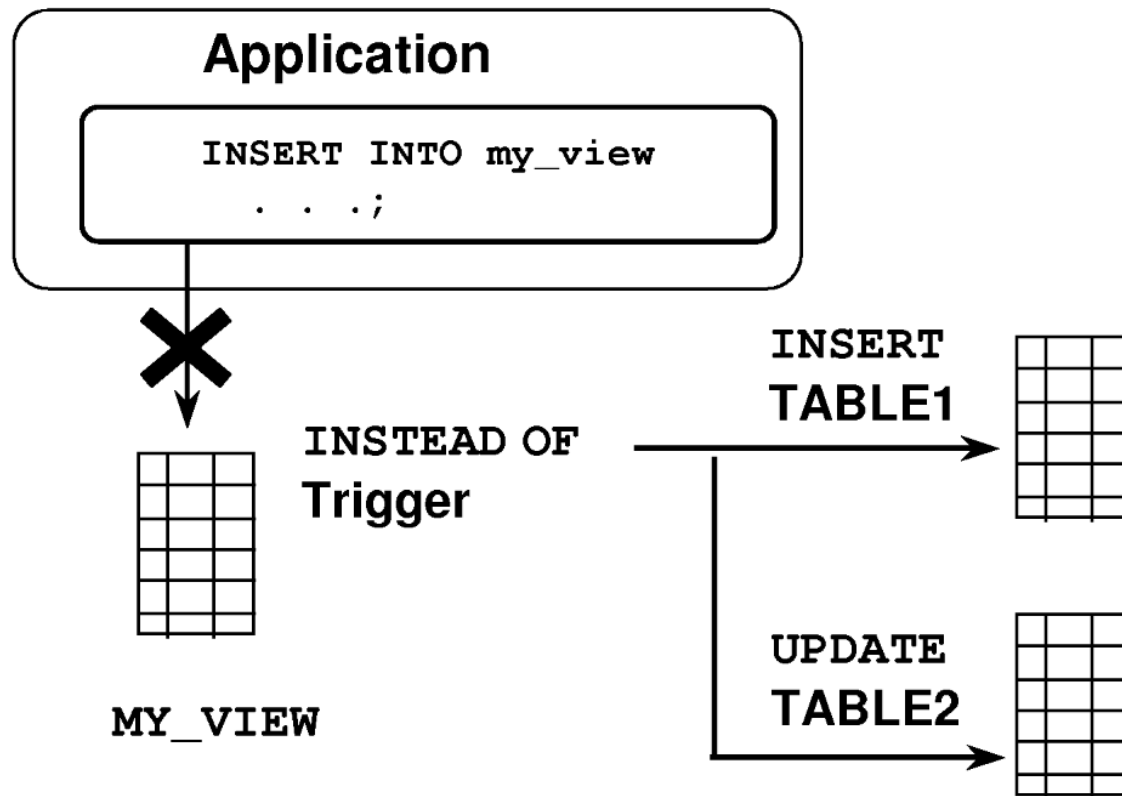 Application
INSERT INTO my_view
. . .;
INSERT
TABLE1
INSTEAD OF
Trigger
UPDATE
TABLE2
MY_VIEW